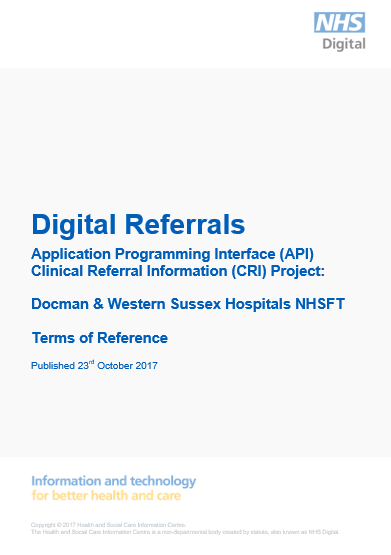 NHS
Digital
Digital Referrals
Application Programming Interface (API)
Clinical Referral Information (CRI) Project:
Docman & Western Sussex Hospitals NHSFT
Terms of Reference
Published 23rd October 2017
Information and technology
for better health and care
Copyright © 2017 Health and Social Care Information Centre.
The Health and Social Care Information Centre is a non-departmental body created by statute, also known as NHS Digital.